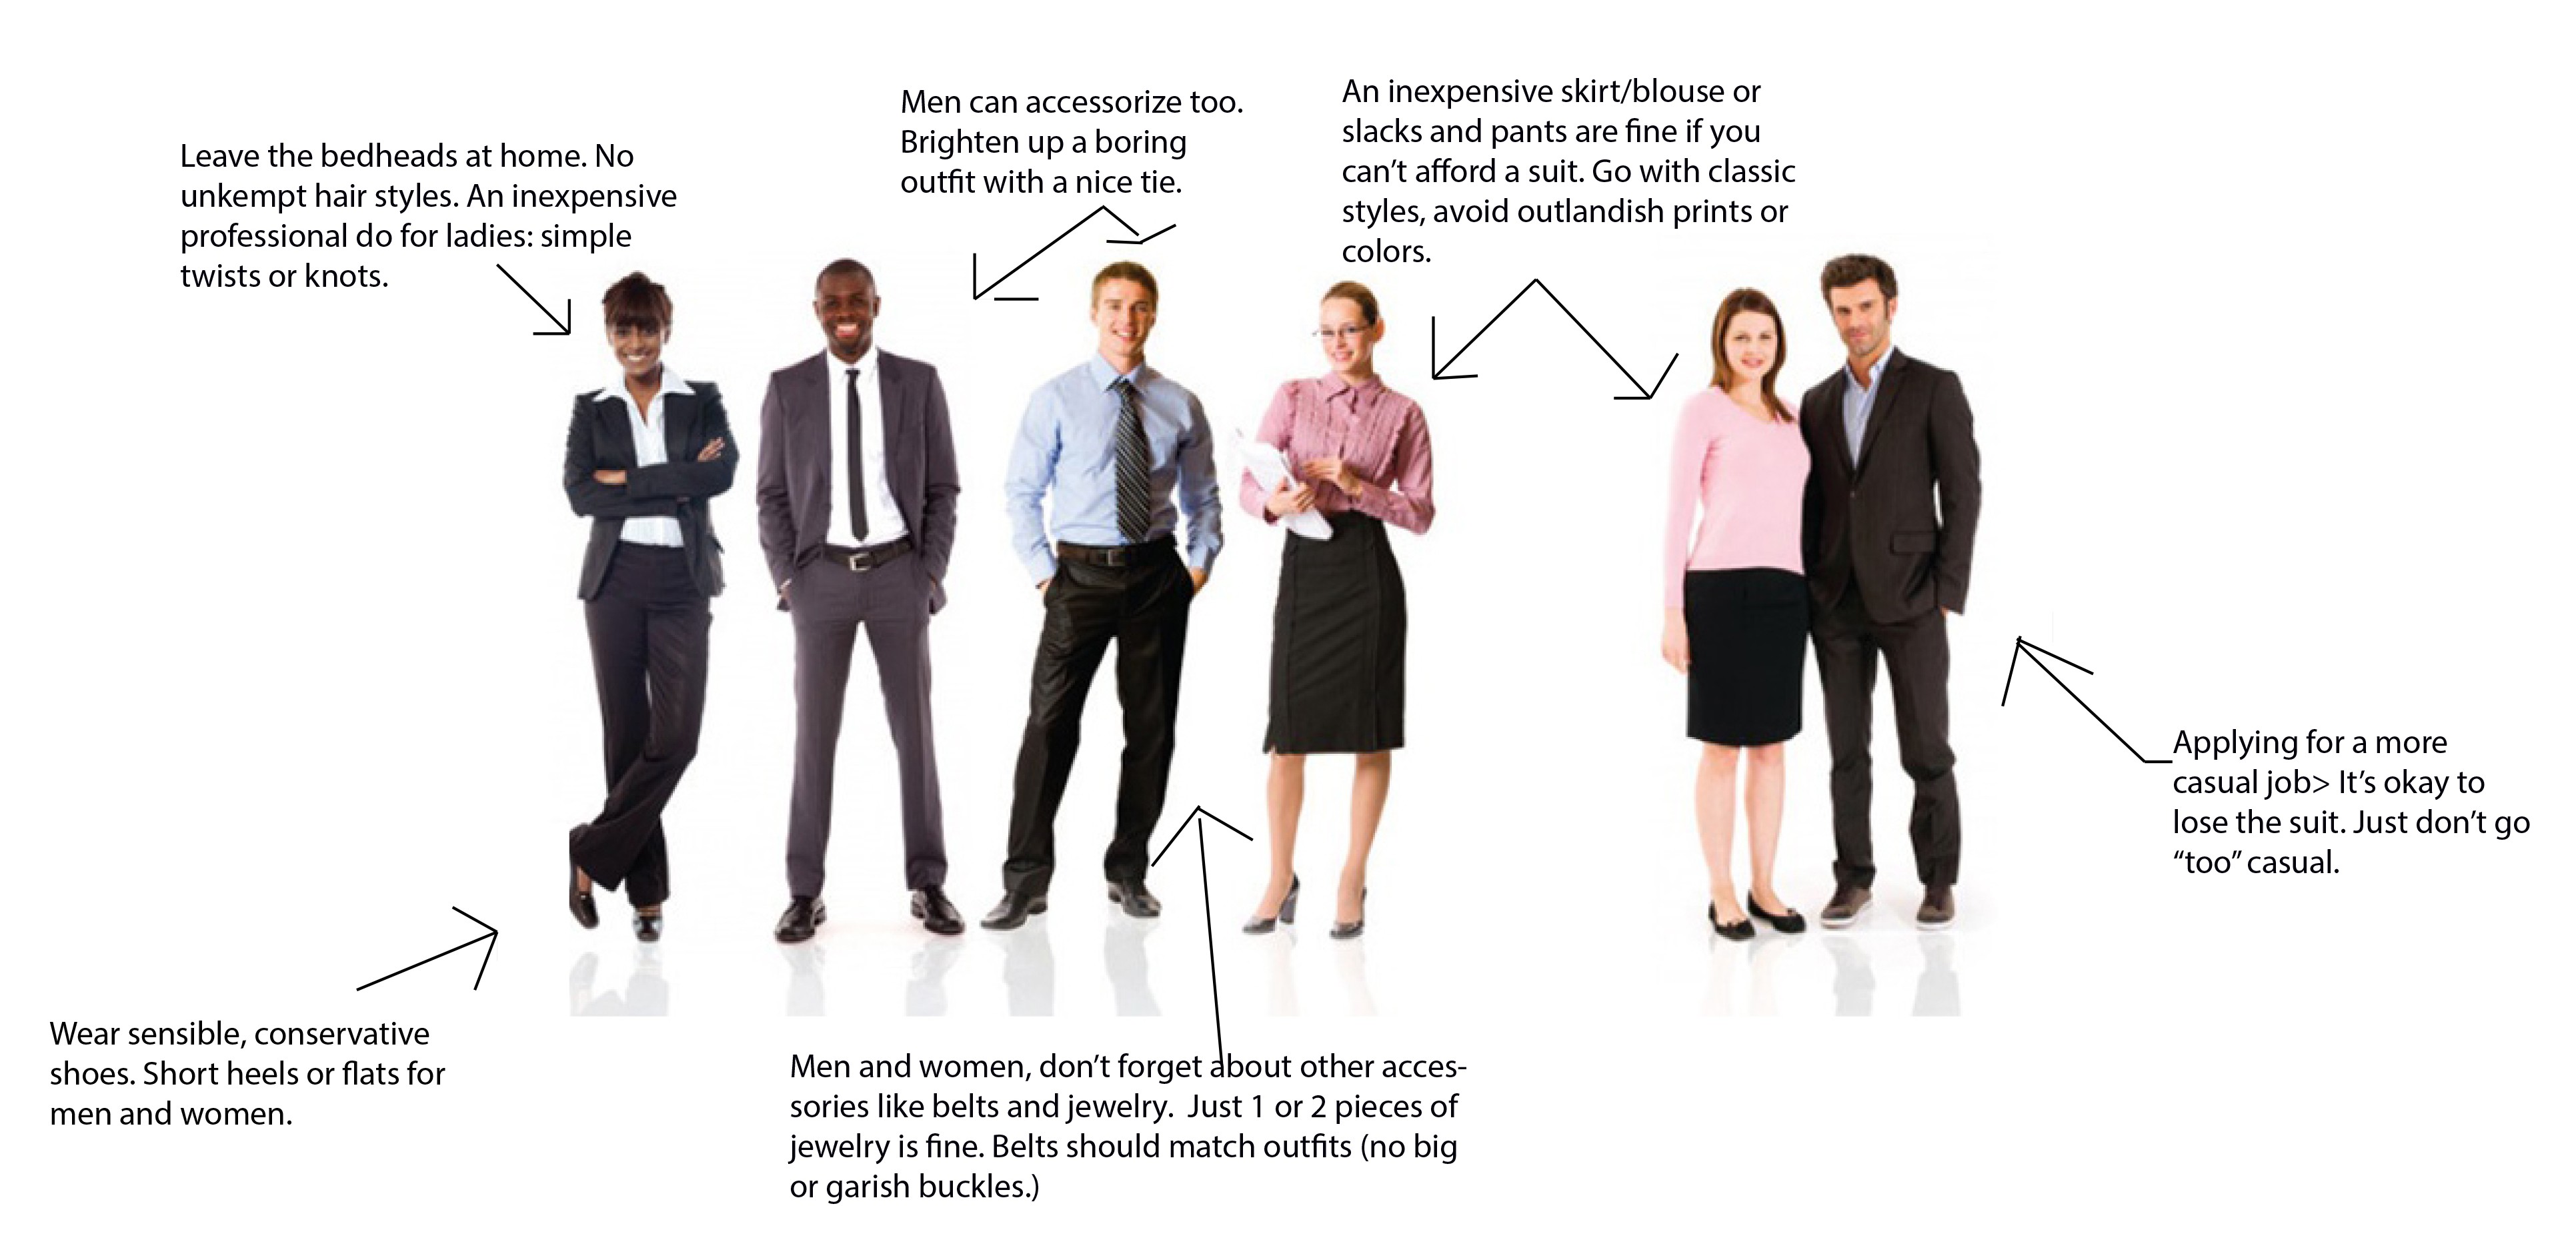 Leave the bedheads at home. No
unkempt hair styles. An inexpensive
professional do for ladies: simple
twists or knots.
Men can accessorize too.
Brighten up a boring
outfit with a nice tie.
An inexpensive skirt/blouse or
slacks and pants are fine if you
can’t afford a suit. Go with classic
styles, avoid outlandish prints or
colors.
Applying for a more
casual job> It’s okay to
lose the suit. Just don’t go
“too” casual.
Wear sensible, conservative
shoes. Short heels or flats for
men and women.
Men and women, don’t forget about other acces-
sories like belts and jewelry.  Just 1 or 2 pieces of
jewelry is fine. Belts should match outfits (no big
or garish buckles.)